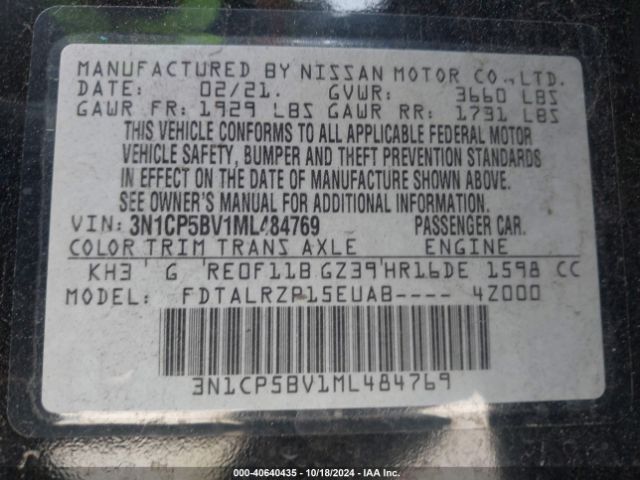 MANUFACTURED BY NISSAN MOTOR CO.,LTD.
DATE: 02/21. GVWR: 3660 LBS
GAWR FR: 1929 LBS GAWR RR: 1731 LBS
THIS VEHICLE CONFORMS TO ALL APPLICABLE FEDERAL MOTOR
VEHICLE SAFETY, BUMPER AND THEFT PREVENTION STANDARDS
IN EFFECT ON THE DATE OF MANUFACTURE SHOWN ABOVE.
SEE OWNER'S MANUAL FOR ADDITIONAL INFORMATION.
VIN: 3N1CP5BV1ML484769 PASSENGER CAR.
COLOR TRIM TRANS AXLE ENGINE
KH3 G RE0F11B GZ39 HR16DE 1598 CC
MODEL: FDTALRZP15EUAB---- 4Z000
3N1CP5BV1ML484769
000-40640435 - 10/18/2024 - IAA Inc.